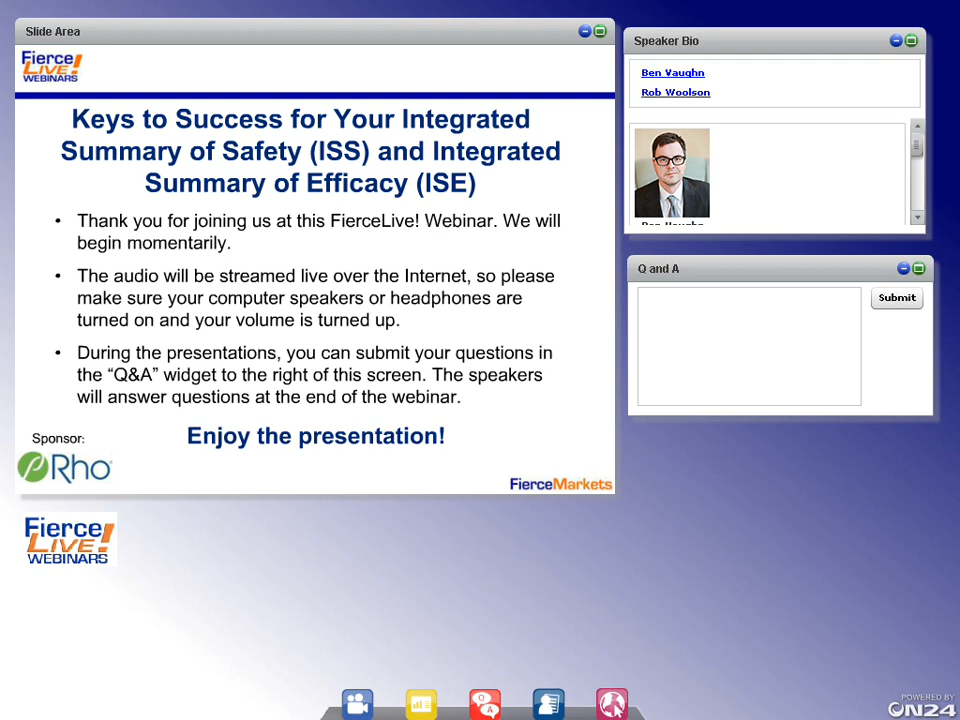 Slide Area
Fierce
LIVE!
WEBINARS
Keys to Success for Your Integrated
Summary of Safety (ISS) and Integrated
Summary of Efficacy (ISE)
• Thank you for joining us at this FierceLive! Webinar. We will
begin momentarily.
• The audio will be streamed live over the Internet, so please
make sure your computer speakers or headphones are
turned on and your volume is turned up.
• During the presentations, you can submit your questions in
the “Q&A” widget to the right of this screen. The speakers
will answer questions at the end of the webinar.
Enjoy the presentation!
Sponsor:
Rho
FierceMarkets
Speaker Bio
Ben Vaughn
Rob Woolson
Ben Vaughn
Q and A
Submit
Fierce
LIVE!
WEBINARS
Q
A
POWERED BY
ON24